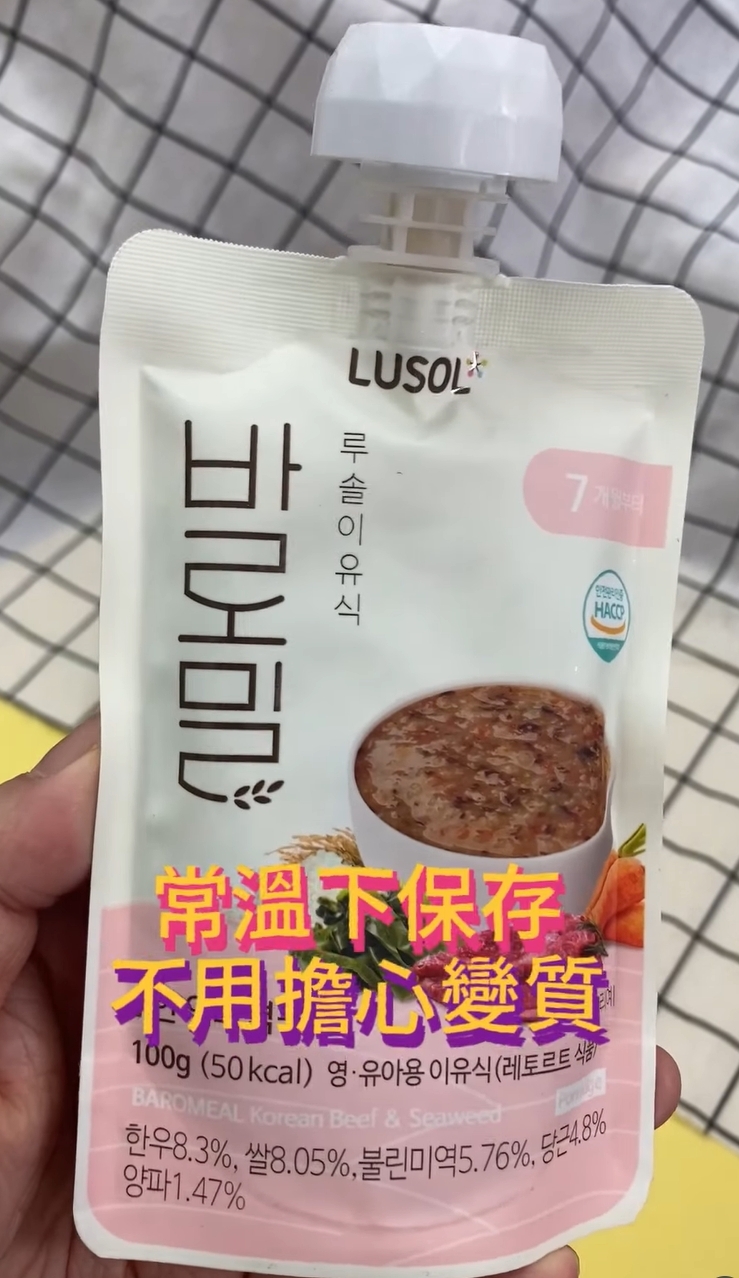 LUSOL
바로밀
루솔이유식
7개월부터
HACCP
常溫下保存
不用擔心變質
100g (50kcal) 영·유아용 이유식(레토르트 식품)
BAROMEAL Korean Beef & Seaweed
한우8.3%, 쌀8.05%,불린미역5.76%, 당근4.8%
양파1.47%